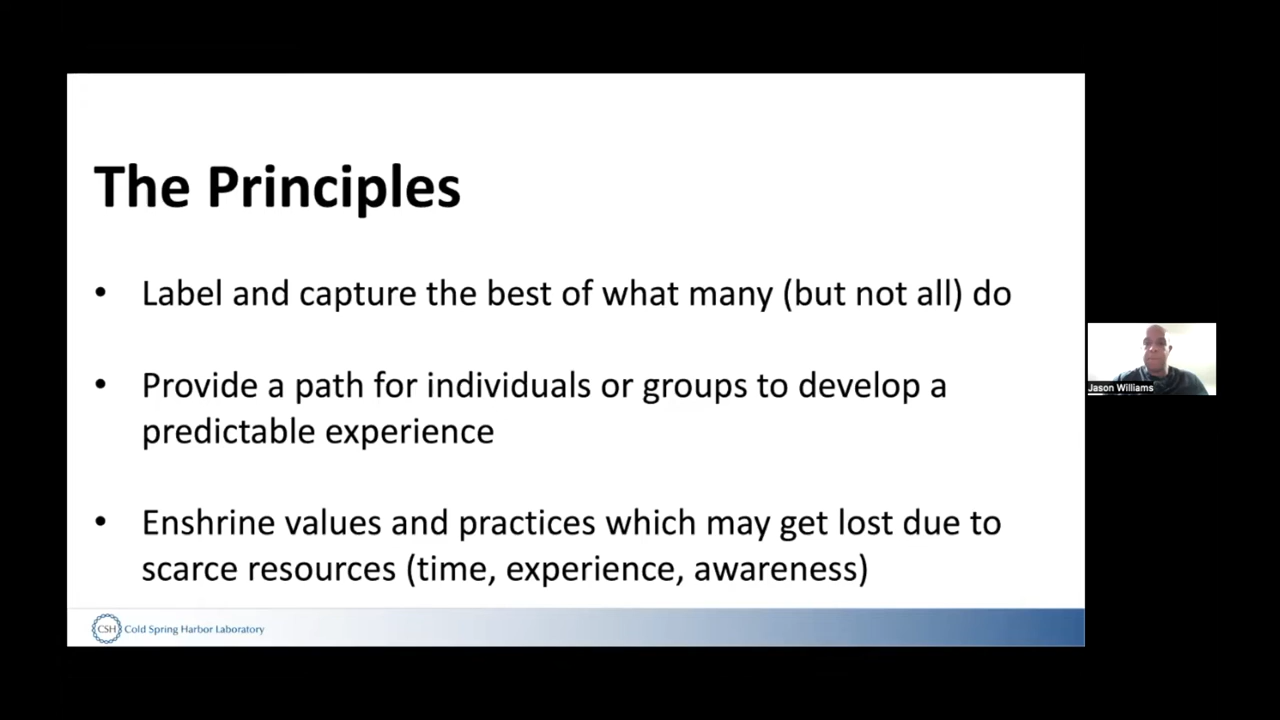 The Principles
• Label and capture the best of what many (but not all) do
• Provide a path for individuals or groups to develop a
predictable experience
• Enshrine values and practices which may get lost due to
scarce resources (time, experience, awareness)
CSH Cold Spring Harbor Laboratory
Jason Williams